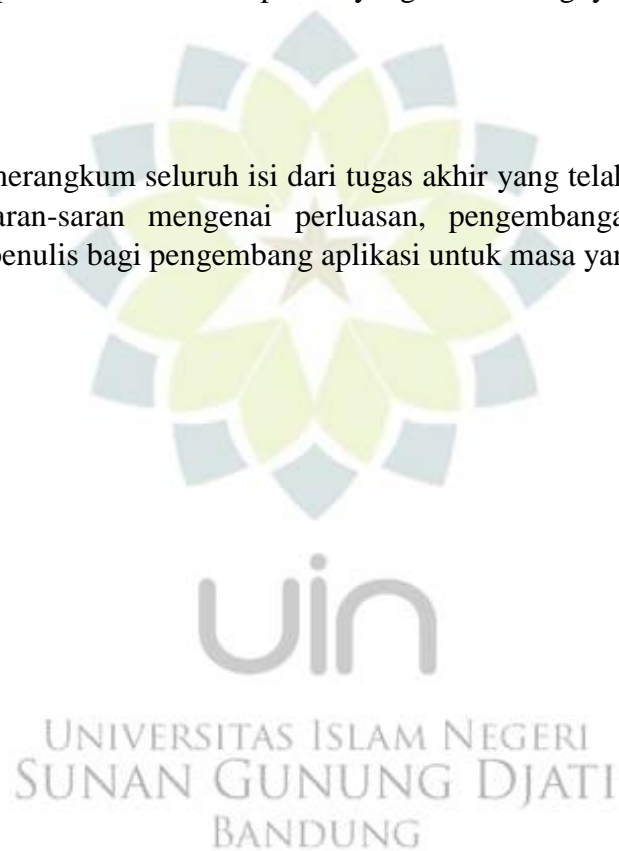 nerangkum seluruh isi dari tugas akhir yang telah
aran-saran mengenai perluasan, pengembanga
penulis bagi pengembang aplikasi untuk masa yan
uin
UNIVERSITAS ISLAM NEGERI
SUNAN GUNUNG DJATI
BANDUNG